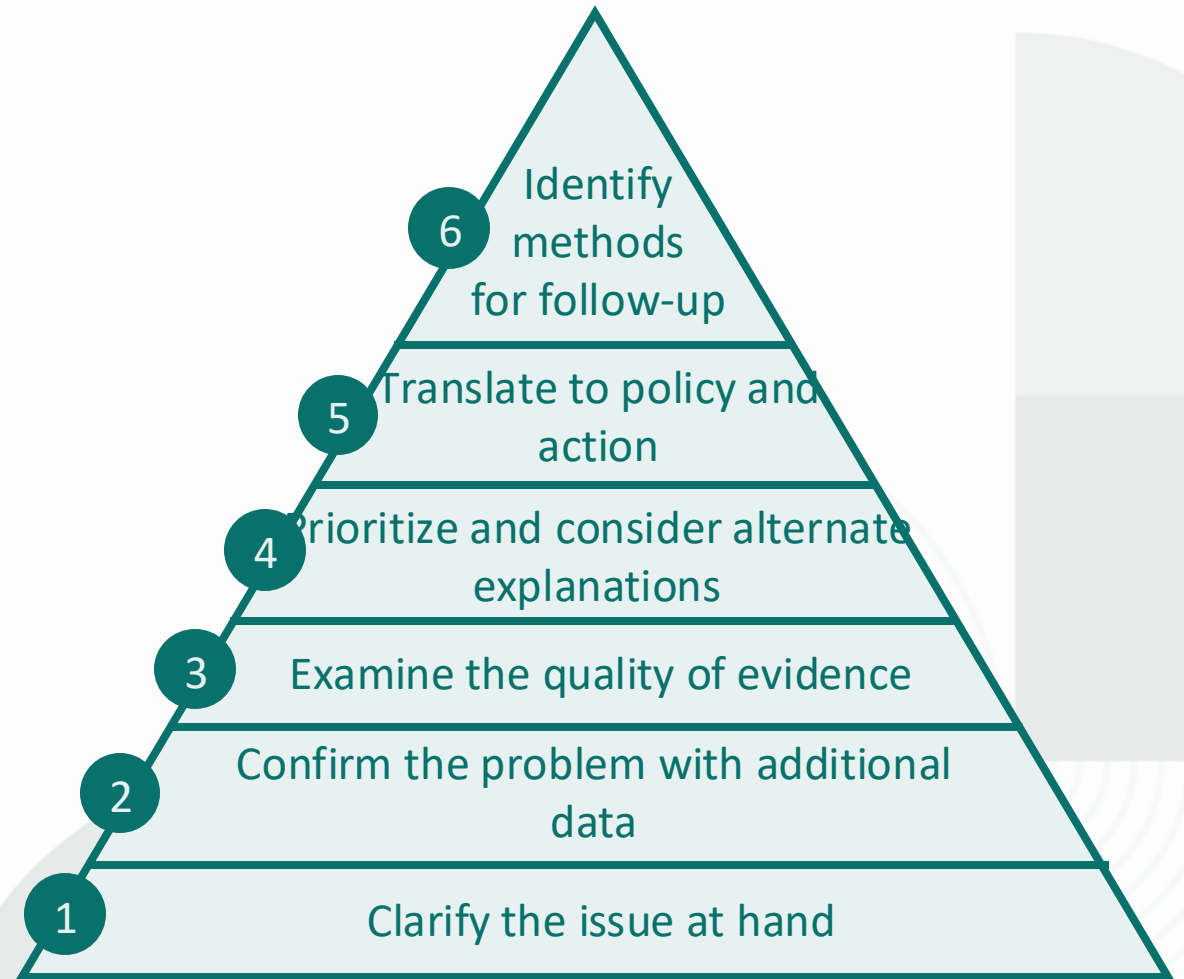 6
Identify
methods
for follow-up
5
Translate to policy and
action
4
Prioritize and consider alternate
explanations
3
Examine the quality of evidence
2
Confirm the problem with additional
data
1
Clarify the issue at hand